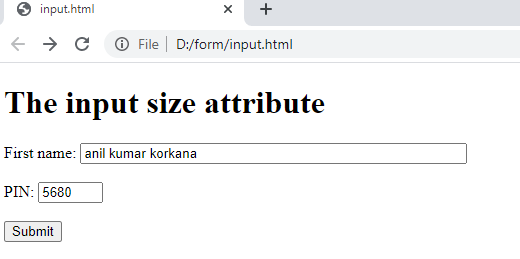 input.html
File | D:/form/input.html
The input size attribute
First name: anil kumar korkana
PIN: 5680
Submit